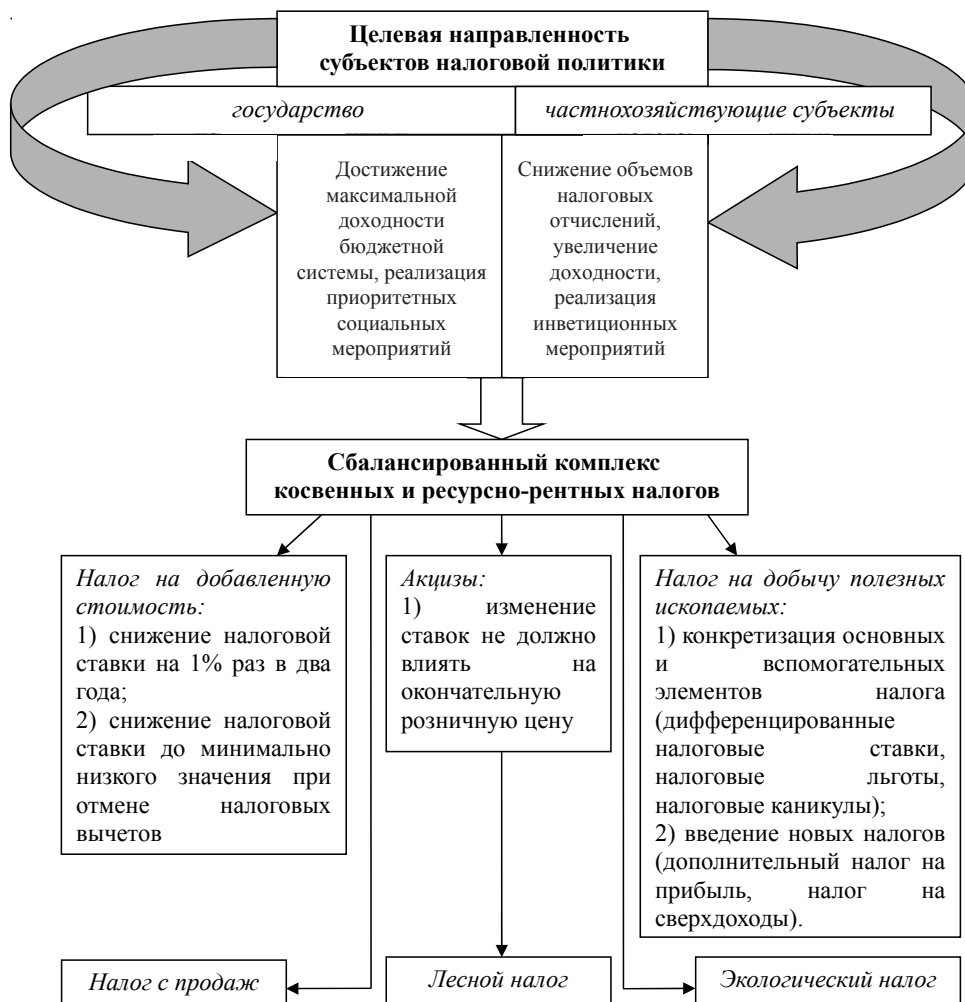 Целевая направленность
субъектов налоговой политики
государство
частнохозяйствующие субъекты
Достижение
максимальной
доходности
бюджетной
системы, реализация
приоритетных
социальных
мероприятий
Снижение объемов
налоговых
отчислений,
увеличение
доходности,
реализация
инветиционных
мероприятий
Сбалансированный комплекс
косвенных и ресурсно-рентных налогов
Налог на добавленную
стоимость:
1) снижение налоговой
ставки на 1% раз в два
года;
2) снижение налоговой
ставки до минимально
низкого значения при
отмене налоговых
вычетов
Акцизы:
1) изменение
ставок не должно
влиять на
окончательную
розничную цену
Налог на добычу полезных
ископаемых:
1) конкретизация основных
и вспомогательных
элементов налога
(дифференцированные
налоговые ставки,
налоговые льготы,
налоговые каникулы);
2) введение новых налогов
(дополнительный налог на
прибыль, налог на
сверхдоходы).
Налог с продаж
Лесной налог
Экологический налог